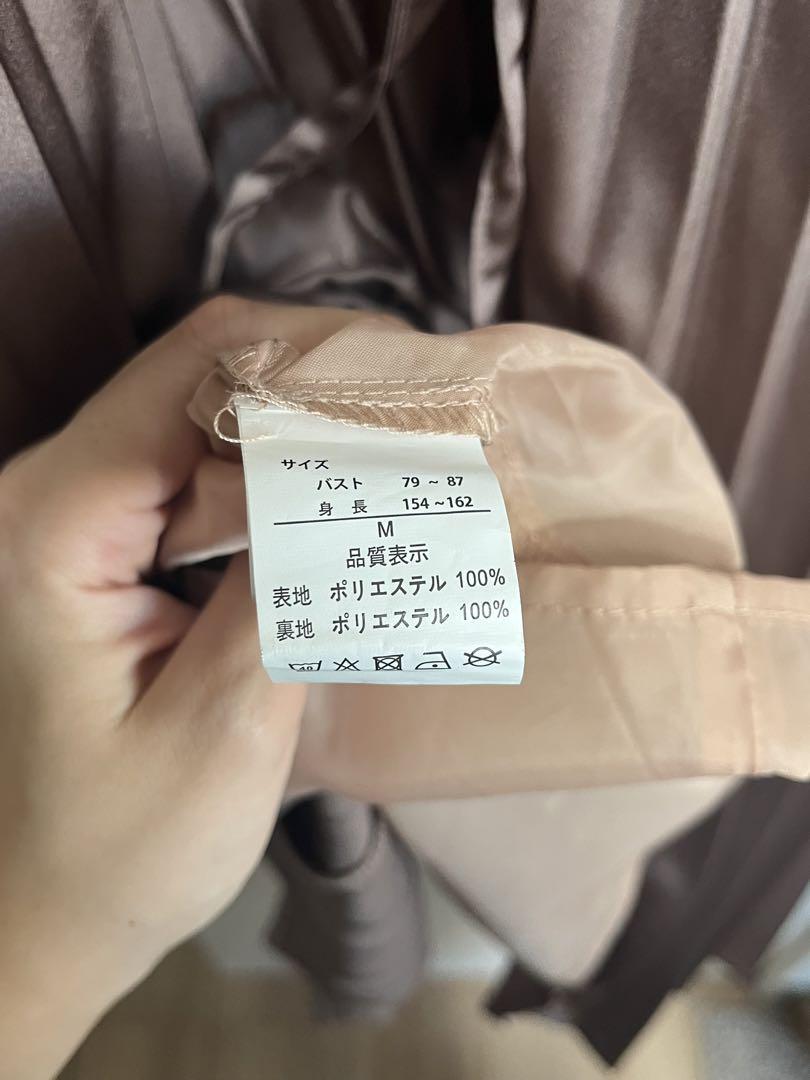 サイズ
バスト 79 ~ 87
身 長 154 ~162
M
品質表示
表地 ポリエステル 100%
裏地 ポリエステル 100%
40